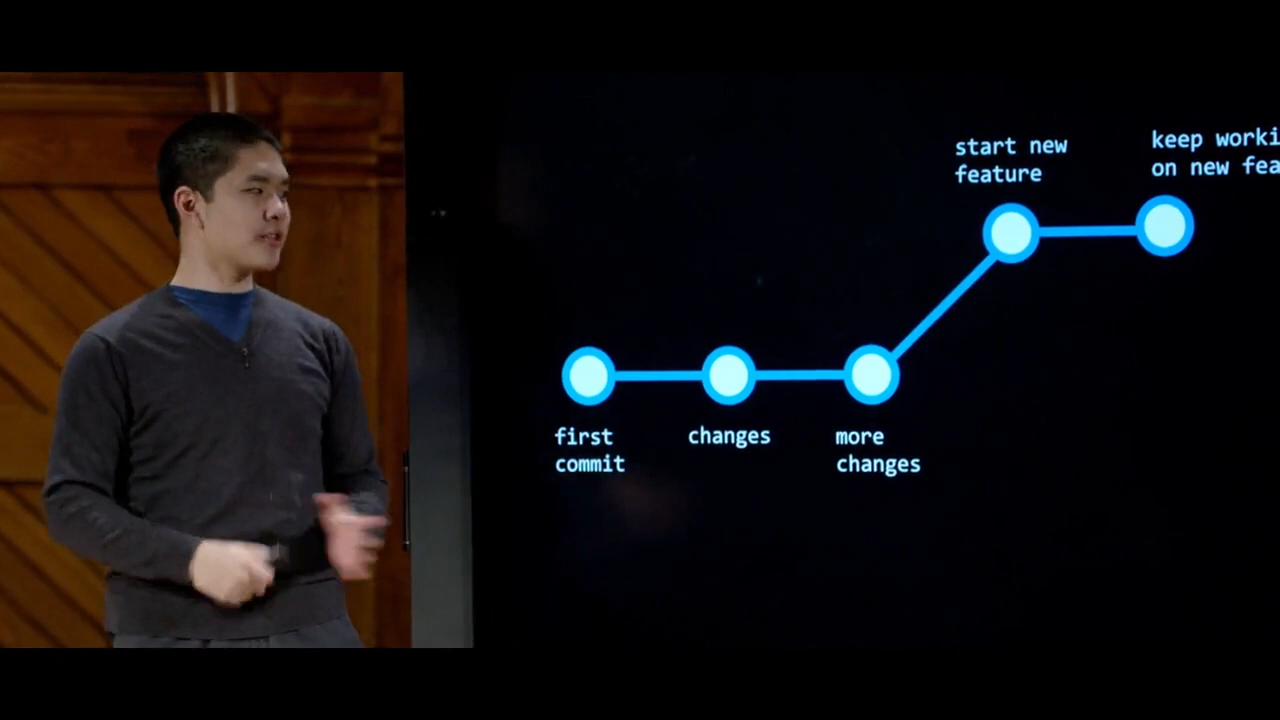 start new
feature
keep worki
on new fea
first
commit
changes
more
changes